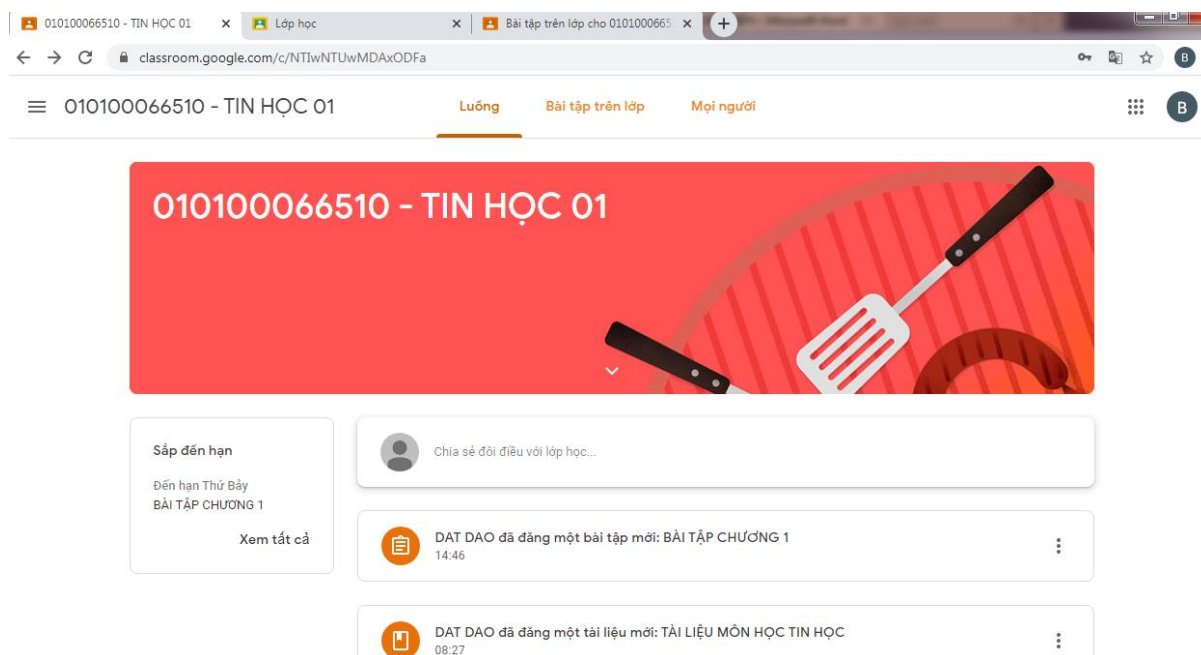 010100066510 - TIN HỌC 01
Lớp học
Bài tập trên lớp cho 0101000665
classroom.google.com/c/NTIwNTUwMDAxODFa
B
010100066510 - TIN HỌC 01
Luồng
Bài tập trên lớp
Mọi người
B
010100066510 - TIN HỌC 01
Sắp đến hạn
Đến hạn Thứ Bảy
BÀI TẬP CHƯƠNG 1
Xem tất cả
Chia sẻ đôi điều với lớp học...
DAT DAO đã đăng một bài tập mới: BÀI TẬP CHƯƠNG 1
14:46
DAT DAO đã đăng một tài liệu mới: TÀI LIỆU MÔN HỌC TIN HỌC
08:27